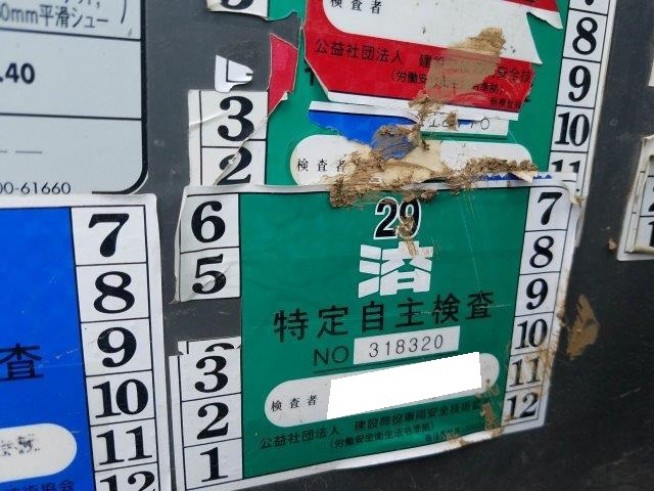 0mm平滑シュー
.40
00-61660
検査者
公益社団法人 建設
(労働安
7
8
9
10
11
3
2
検査者
7
8
9
10
11
12
査
6
5
3
2
1
29
済
特定自主検査
NO 318320
検査者
公益社団法人 建設荷役車両安全技術協会
(労働安全衛生法
7
8
9
10
11
12